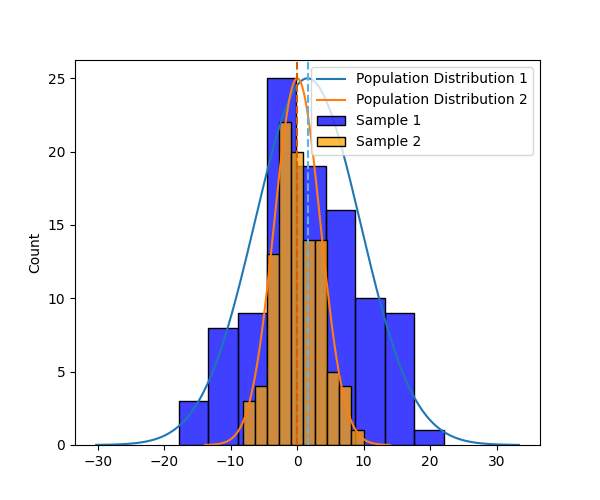 25
20
15
10
5
0
Count
−30
−20
−10
0
10
20
30
Population Distribution 1
Population Distribution 2
Sample 1
Sample 2